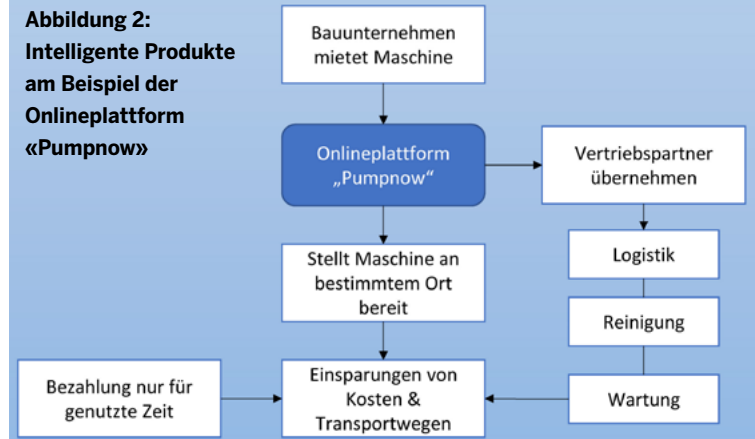 Abbildung 2:
Intelligente Produkte
am Beispiel der
Onlineplattform
«Pumpnow»
Bauunternehmen
mietet Maschine
Onlineplattform
„Pumpnow“
Vertriebspartner
übernehmen
Stellt Maschine an
bestimmtem Ort
bereit
Logistik
Reinigung
Wartung
Bezahlung nur für
genutzte Zeit
Einsparungen von
Kosten &
Transportwegen